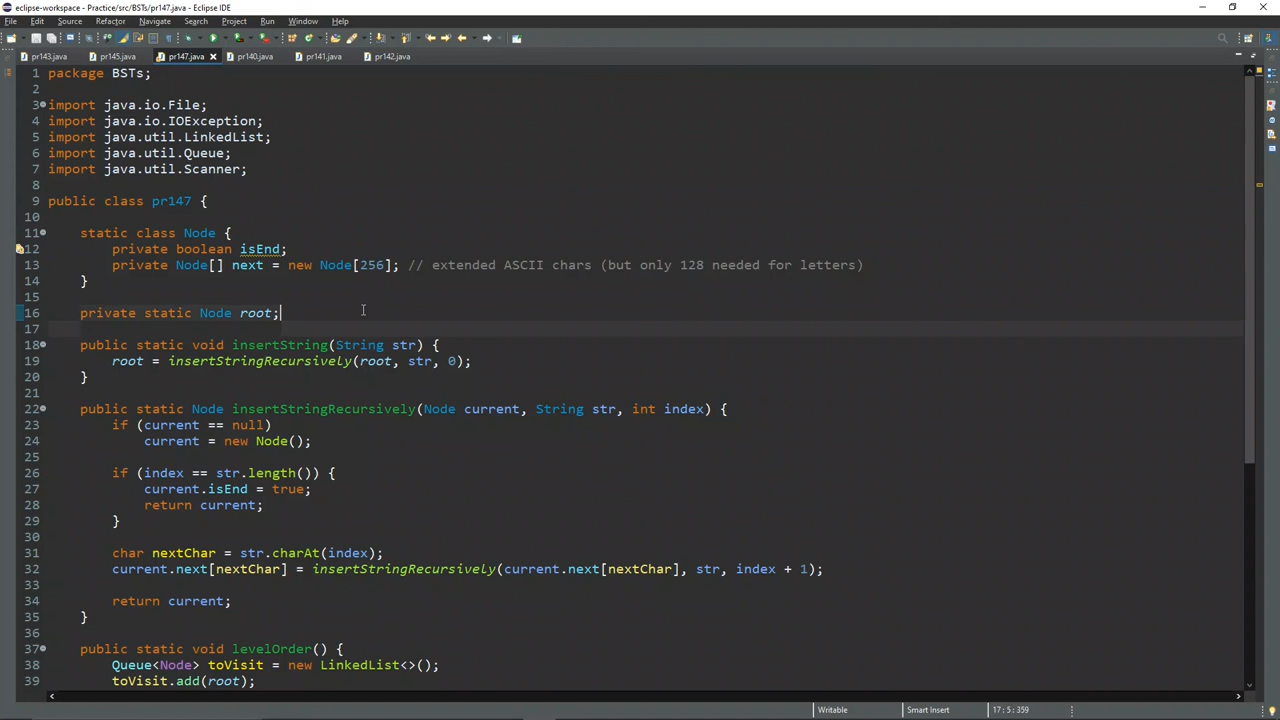 eclipse-workspace - Practice/src/BSTs/pr147.java - Eclipse IDE
File Edit Source Refactor Navigate Search Project Run Window Help
pr143.java pr145.java pr147.java pr140.java pr141.java pr142.java
1 package BSTs;
2
3 import java.io.File;
4 import java.io.IOException;
5 import java.util.LinkedList;
6 import java.util.Queue;
7 import java.util.Scanner;
8
9 public class pr147 {
10
11 static class Node {
12 private boolean isEnd;
13 private Node[] next = new Node[256]; // extended ASCII chars (but only 128 needed for letters)
14 }
15
16 private static Node root;
17
18 public static void insertString(String str) {
19 root = insertStringRecursively(root, str, 0);
20 }
21
22 public static Node insertStringRecursively(Node current, String str, int index) {
23 if (current == null)
24 current = new Node();
25
26 if (index == str.length()) {
27 current.isEnd = true;
28 return current;
29 }
30
31 char nextChar = str.charAt(index);
32 current.next[nextChar] = insertStringRecursively(current.next[nextChar], str, index + 1);
33
34 return current;
35 }
36
37 public static void levelOrder() {
38 Queue<Node> toVisit = new LinkedList<>();
39 toVisit.add(root);
Writable Smart Insert 17 : 5 : 359